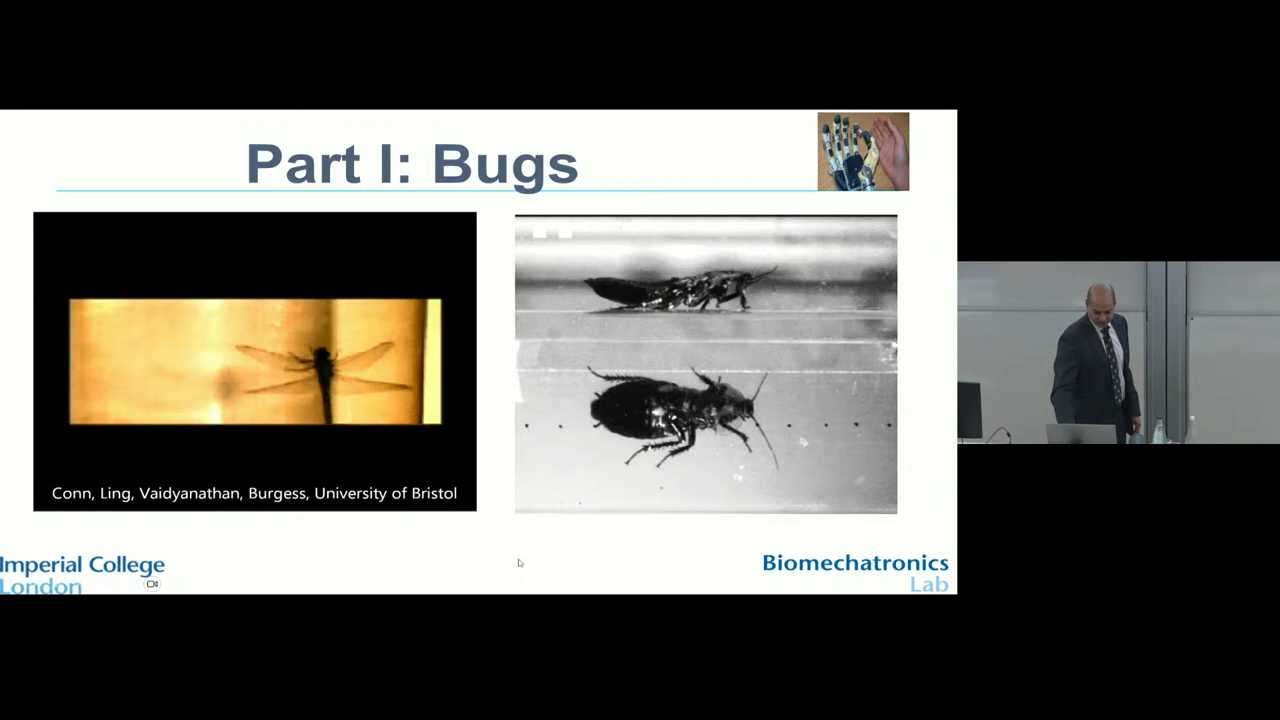 Part I: Bugs
Conn, Ling, Vaidyanathan, Burgess, University of Bristol
Imperial College
London
Biomechatronics
Lab